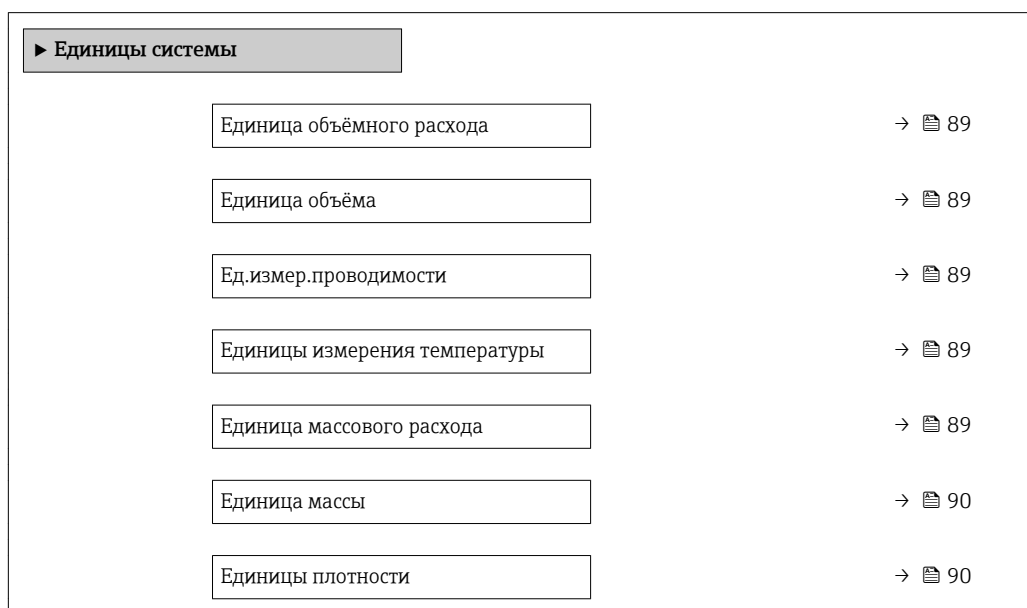 ► Единицы системы
Единица объёмного расхода → 89
Единица объёма → 89
Ед.измер.проводимости → 89
Единицы измерения температуры → 89
Единица массового расхода → 89
Единица массы → 90
Единицы плотности → 90